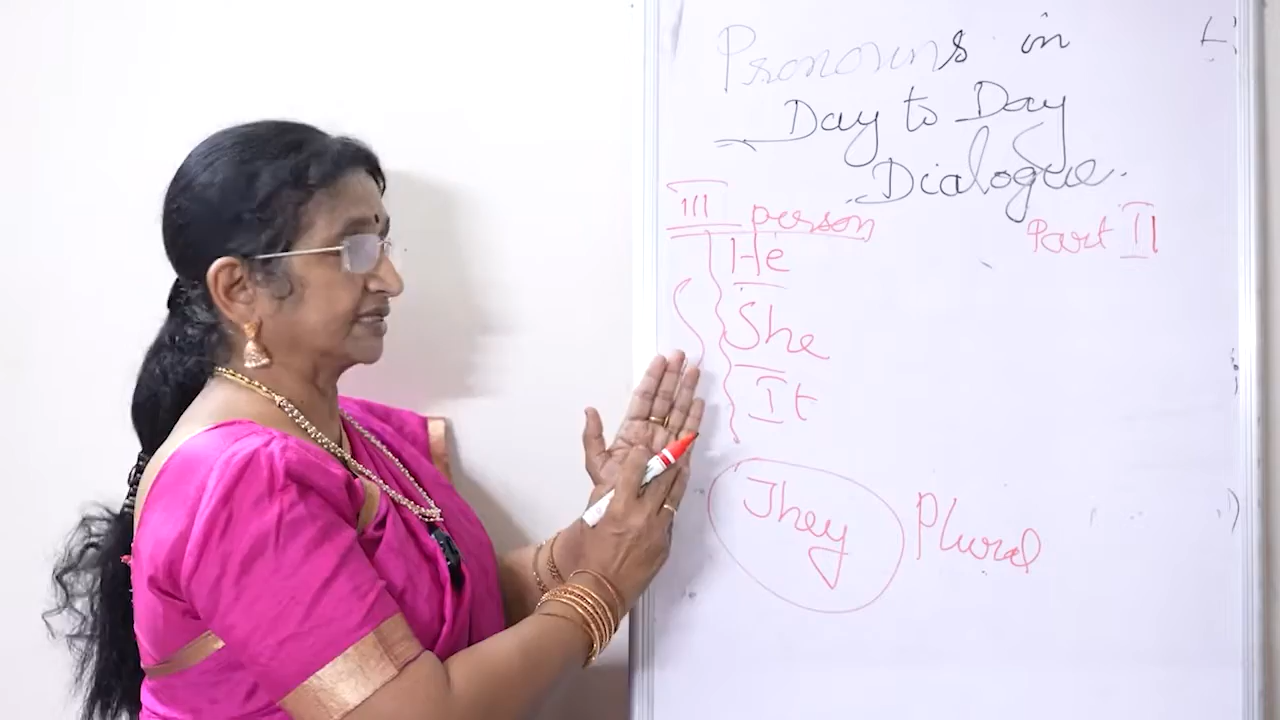 Pronouns in
Day to Day
Dialogue.
Part II
III person
He
She
It
They Plural